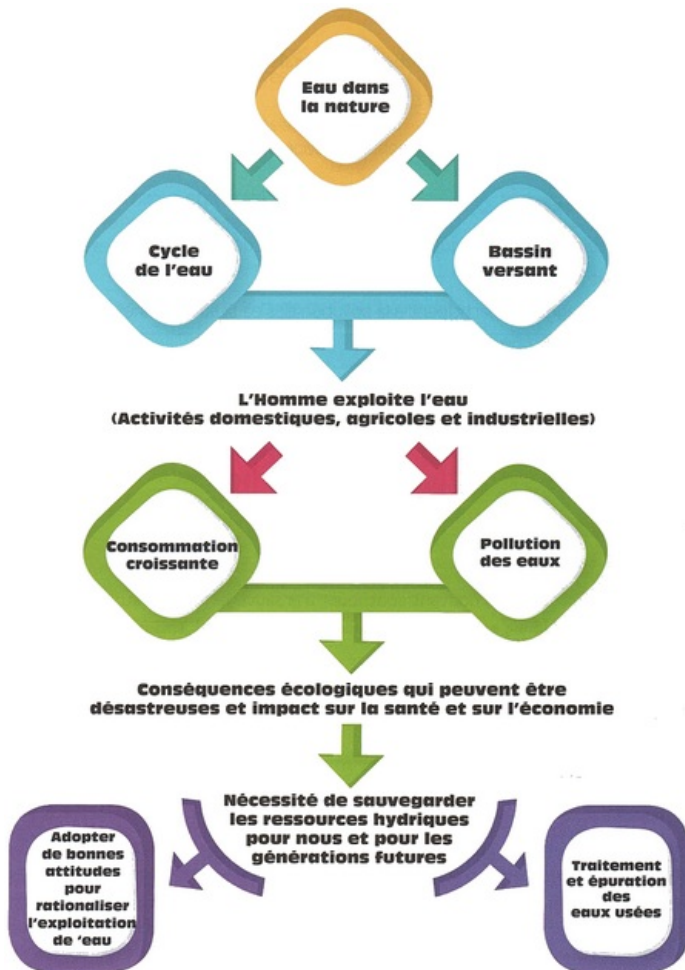 Eau dans
la nature
Cycle
de l'eau
Bassin
versant
L'Homme exploite l'eau
(Activités domestiques, agricoles et industrielles)
Consommation
croissante
Pollution
des eaux
Conséquences écologiques qui peuvent être
désastreuses et impact sur la santé et sur l'économie
Nécessité de sauvegarder
les ressources hydriques
pour nous et pour les
générations futures
Adopter
de bonnes
attitudes
pour
rationaliser
l'exploitation
de 'eau
Traitement
et épuration
des
eaux usées